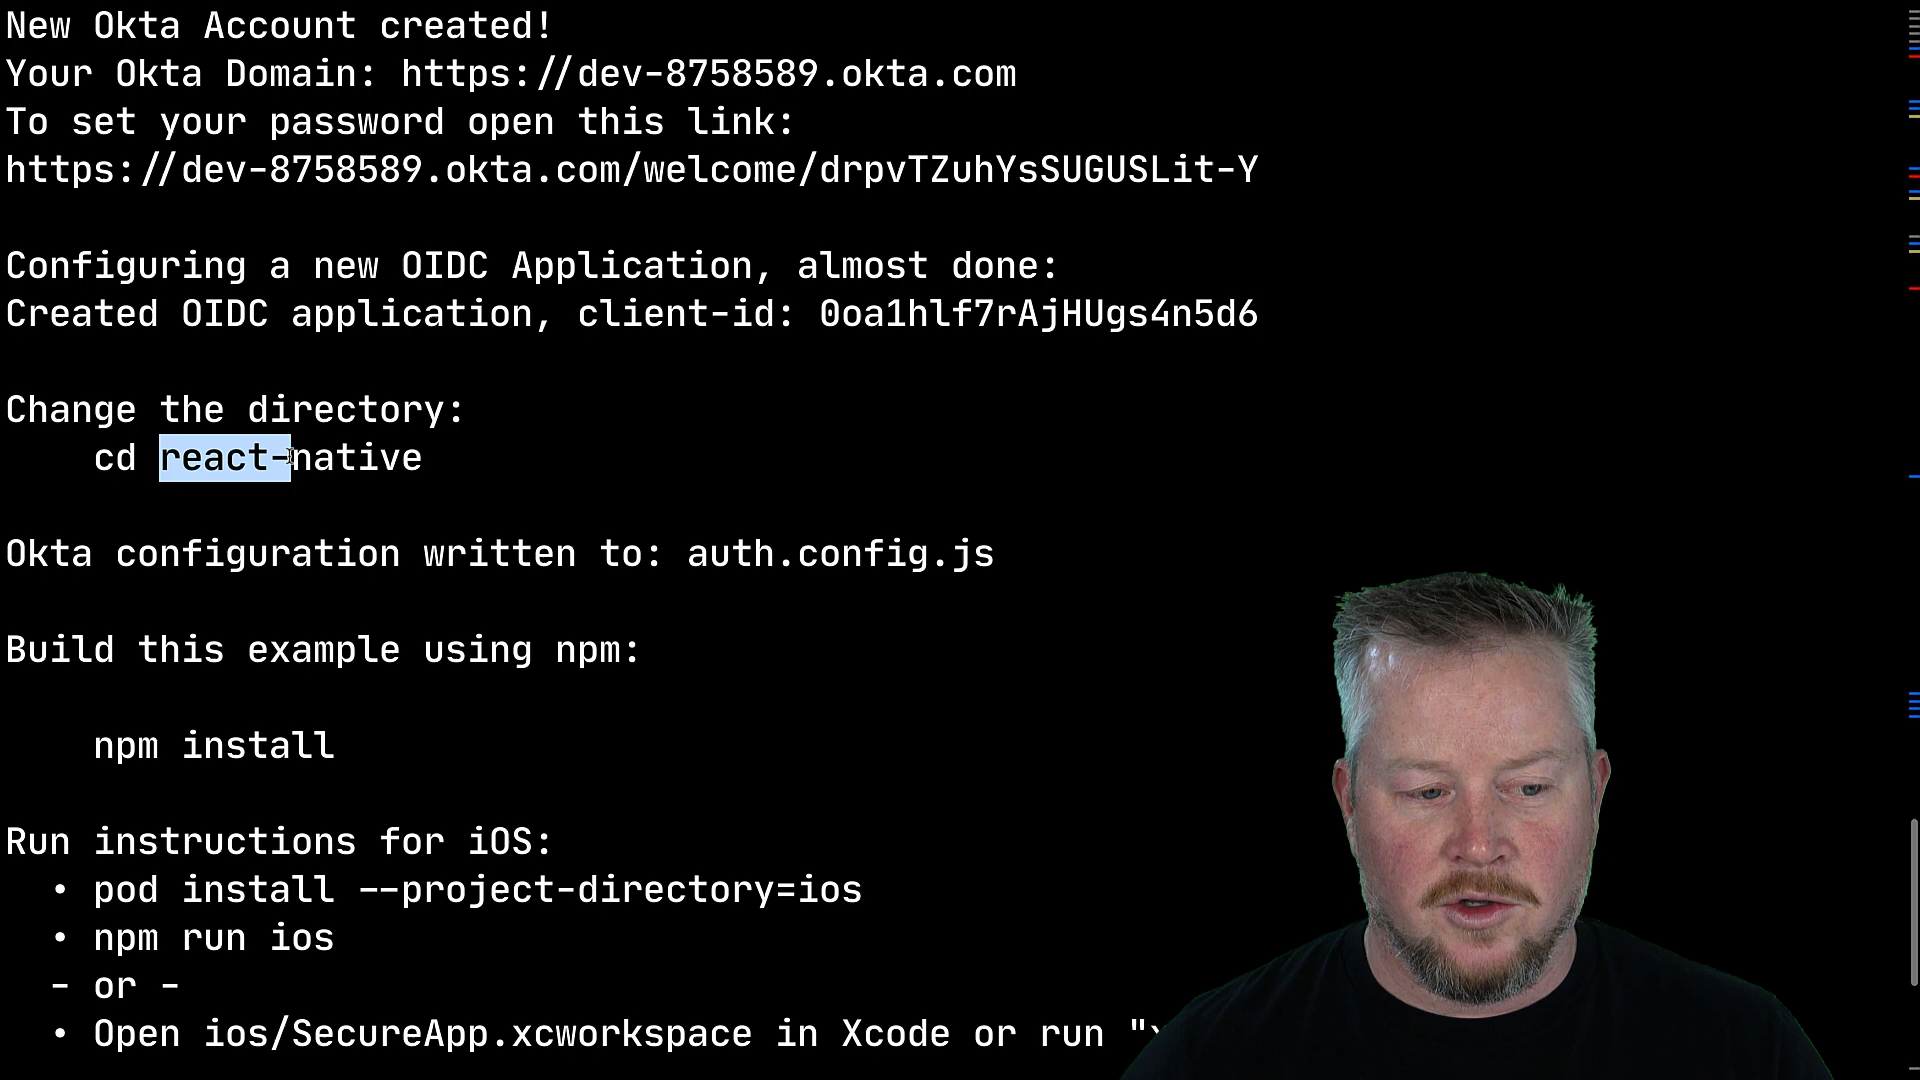 New Okta Account created!
Your Okta Domain: https://dev-8758589.okta.com
To set your password open this link:
https://dev-8758589.okta.com/welcome/drpvTZuhYsSUGUSLit-Y
Configuring a new OIDC Application, almost done:
Created OIDC application, client-id: 0oa1hlf7rAjHUgs4n5d6
Change the directory:
cd react-native
Okta configuration written to: auth.config.js
Build this example using npm:
npm install
Run instructions for iOS:
• pod install --project-directory=ios
• npm run ios
- or -
• Open ios/SecureApp.xcworkspace in Xcode or run "